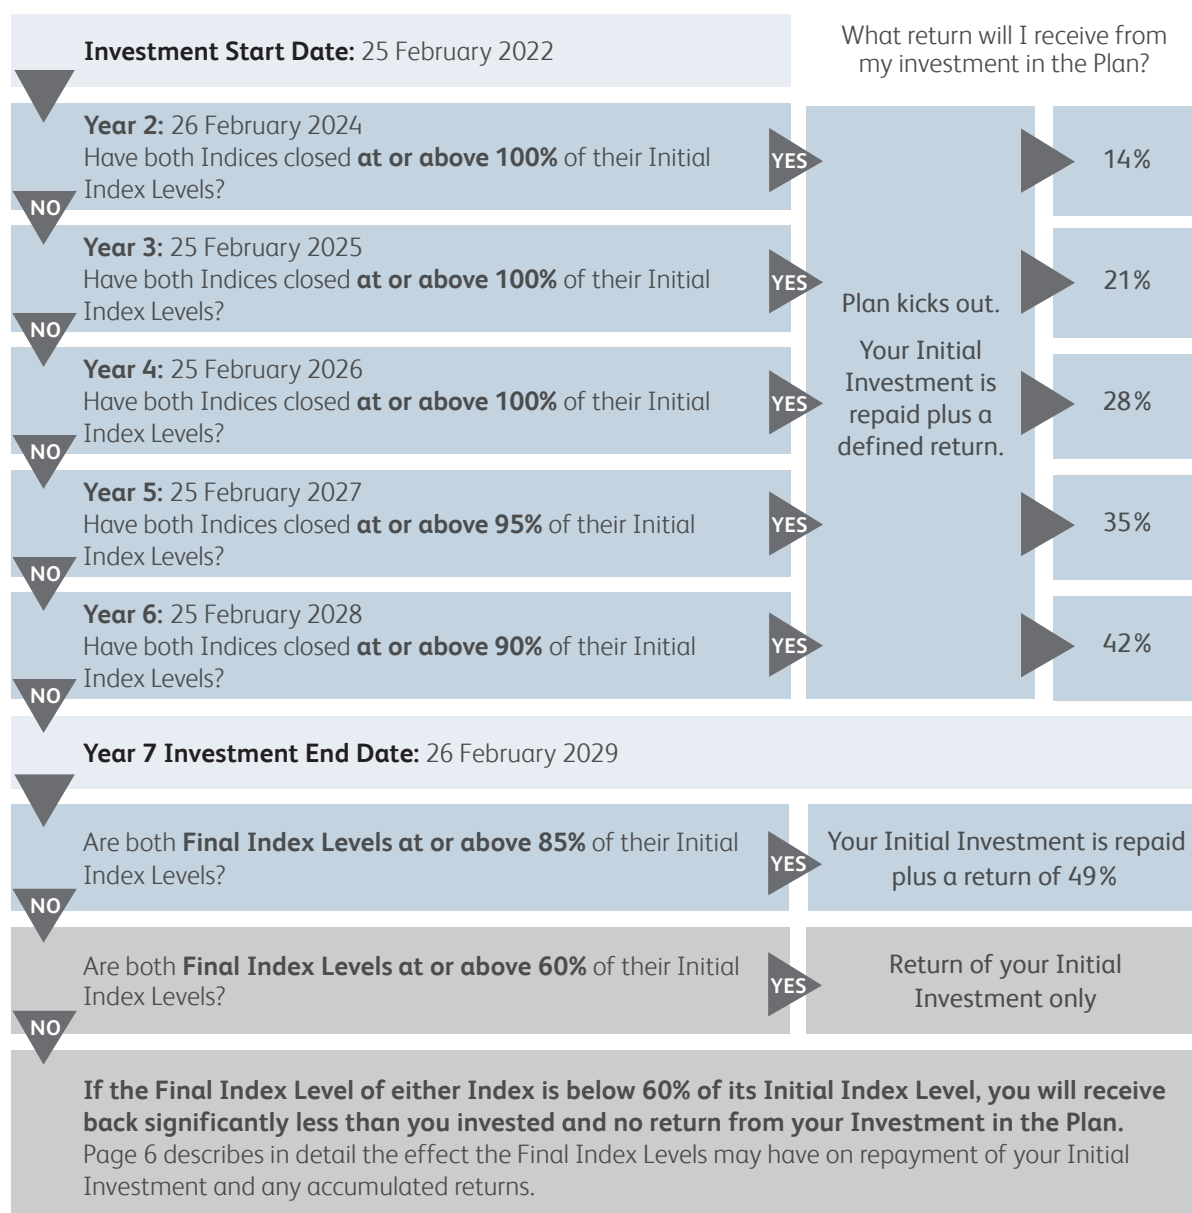 Investment Start Date: 25 February 2022
What return will I receive from
my investment in the Plan?
Year 2: 26 February 2024
Have both Indices closed at or above 100% of their Initial
Index Levels?
YES
14%
NO
Year 3: 25 February 2025
Have both Indices closed at or above 100% of their Initial
Index Levels?
YES
21%
NO
Year 4: 25 February 2026
Have both Indices closed at or above 100% of their Initial
Index Levels?
YES
28%
NO
Year 5: 25 February 2027
Have both Indices closed at or above 95% of their Initial
Index Levels?
YES
35%
NO
Year 6: 25 February 2028
Have both Indices closed at or above 90% of their Initial
Index Levels?
YES
42%
NO
Plan kicks out.
Your Initial
Investment is
repaid plus a
defined return.
Year 7 Investment End Date: 26 February 2029
Are both Final Index Levels at or above 85% of their Initial
Index Levels?
YES
Your Initial Investment is repaid
plus a return of 49%
NO
Are both Final Index Levels at or above 60% of their Initial
Index Levels?
YES
Return of your Initial
Investment only
NO
If the Final Index Level of either Index is below 60% of its Initial Index Level, you will receive
back significantly less than you invested and no return from your Investment in the Plan.
Page 6 describes in detail the effect the Final Index Levels may have on repayment of your Initial
Investment and any accumulated returns.